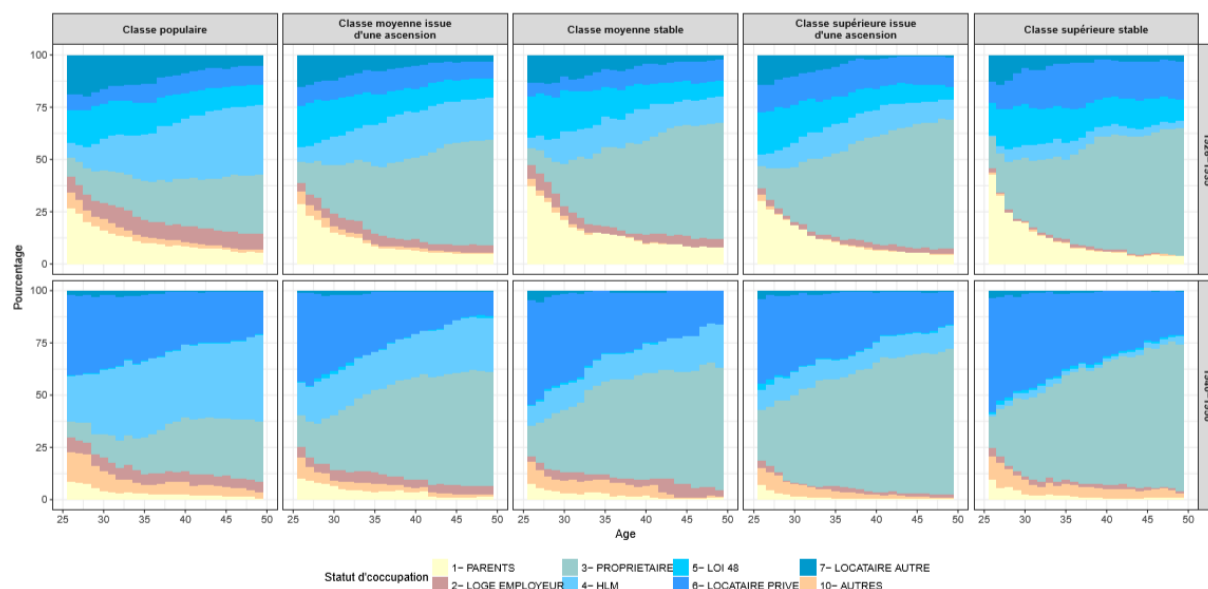 Classe populaire
Classe moyenne issue
d'une ascension
Classe moyenne stable
Classe supérieure issue
d'une ascension
Classe supérieure stable
Pourcentage
100
75
50
25
0
100
75
50
25
0
25 30 35 40 45 50
25 30 35 40 45 50
25 30 35 40 45 50
25 30 35 40 45 50
25 30 35 40 45 50
Age
Statut d'occupation
1- PARENTS
3- PROPRIETAIRE
5- LOI 48
7- LOCATAIRE AUTRE
2- LOGE EMPLOYEUR
4- HLM
6- LOCATAIRE PRIVE
10- AUTRES